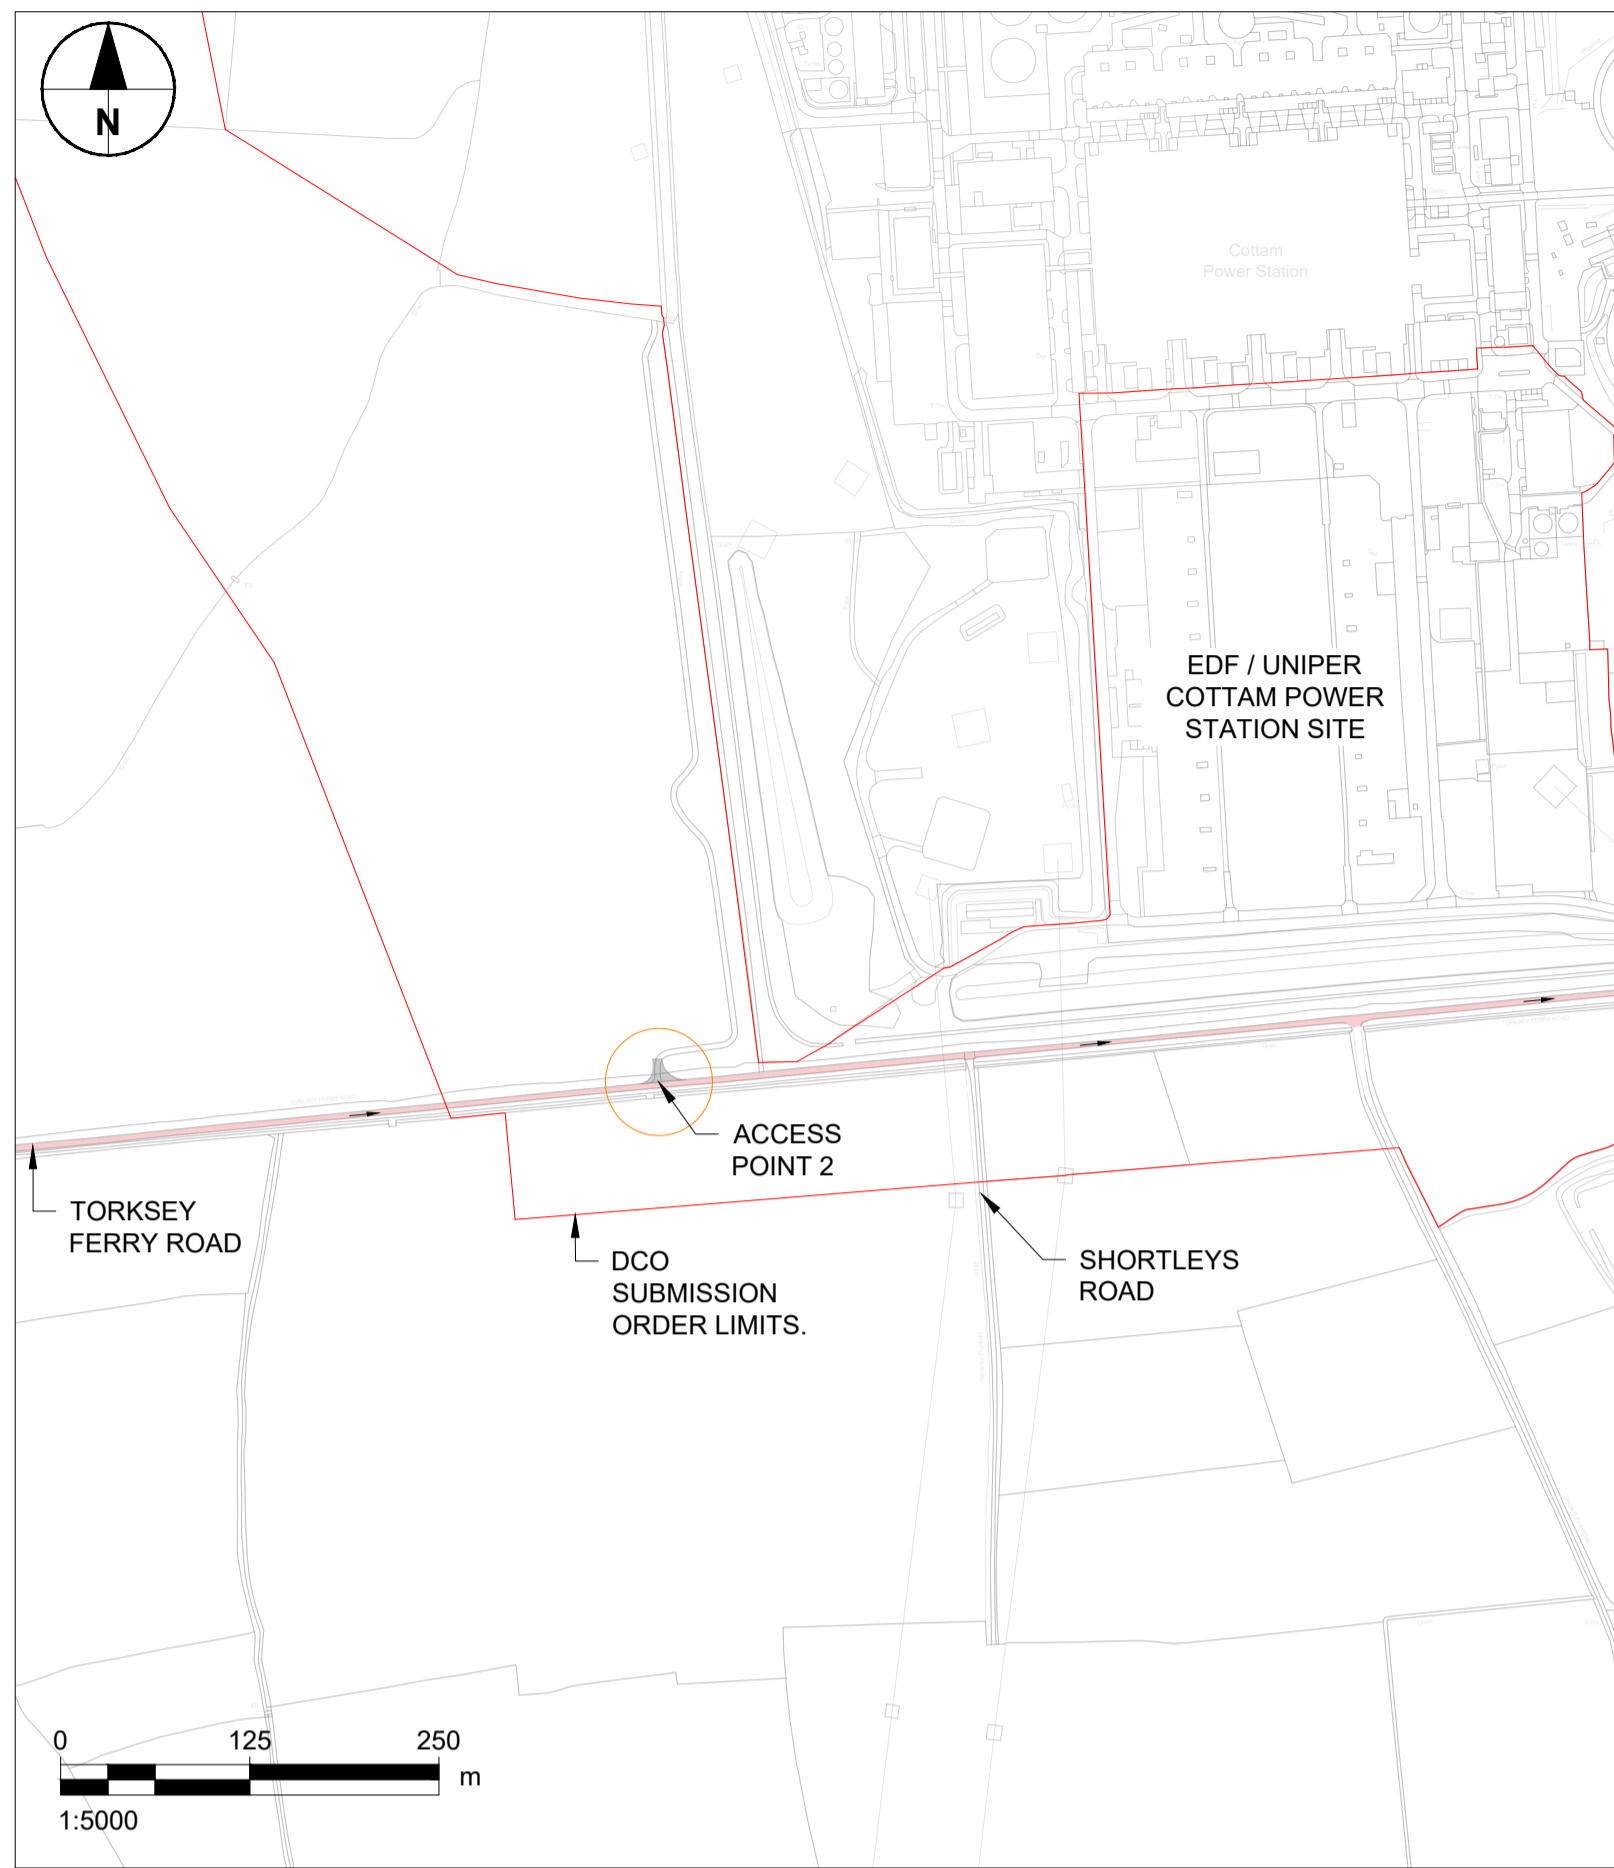 N
Cottam
Power Station
EDF / UNIPER
COTTAM POWER
STATION SITE
ACCESS
POINT 2
TORKSEY
FERRY ROAD
DCO
SUBMISSION
ORDER LIMITS.
SHORTLEYS
ROAD
0 125 250
m
1:5000